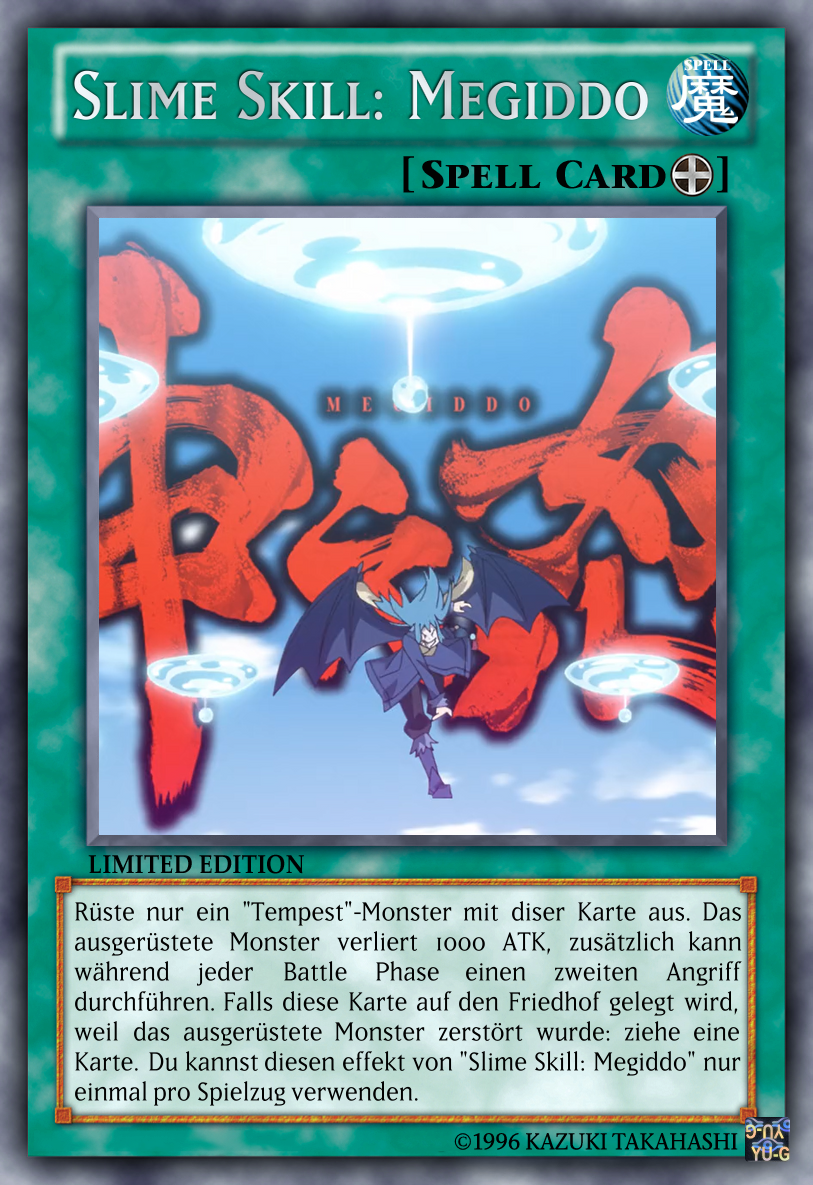 Slime Skill: Megiddo
SPELL
魔
[Spell Card]
MEGIDDO
LIMITED EDITION
Rüste nur ein "Tempest"-Monster mit diser Karte aus. Das
ausgerüstete Monster verliert 1000 ATK, zusätzlich kann
während jeder Battle Phase einen zweiten Angriff
durchführen. Falls diese Karte auf den Friedhof gelegt wird,
weil das ausgerüstete Monster zerstört wurde: ziehe eine
Karte. Du kannst diesen effekt von "Slime Skill: Megiddo" nur
einmal pro Spielzug verwenden.
©1996 KAZUKI TAKAHASHI
YU-G